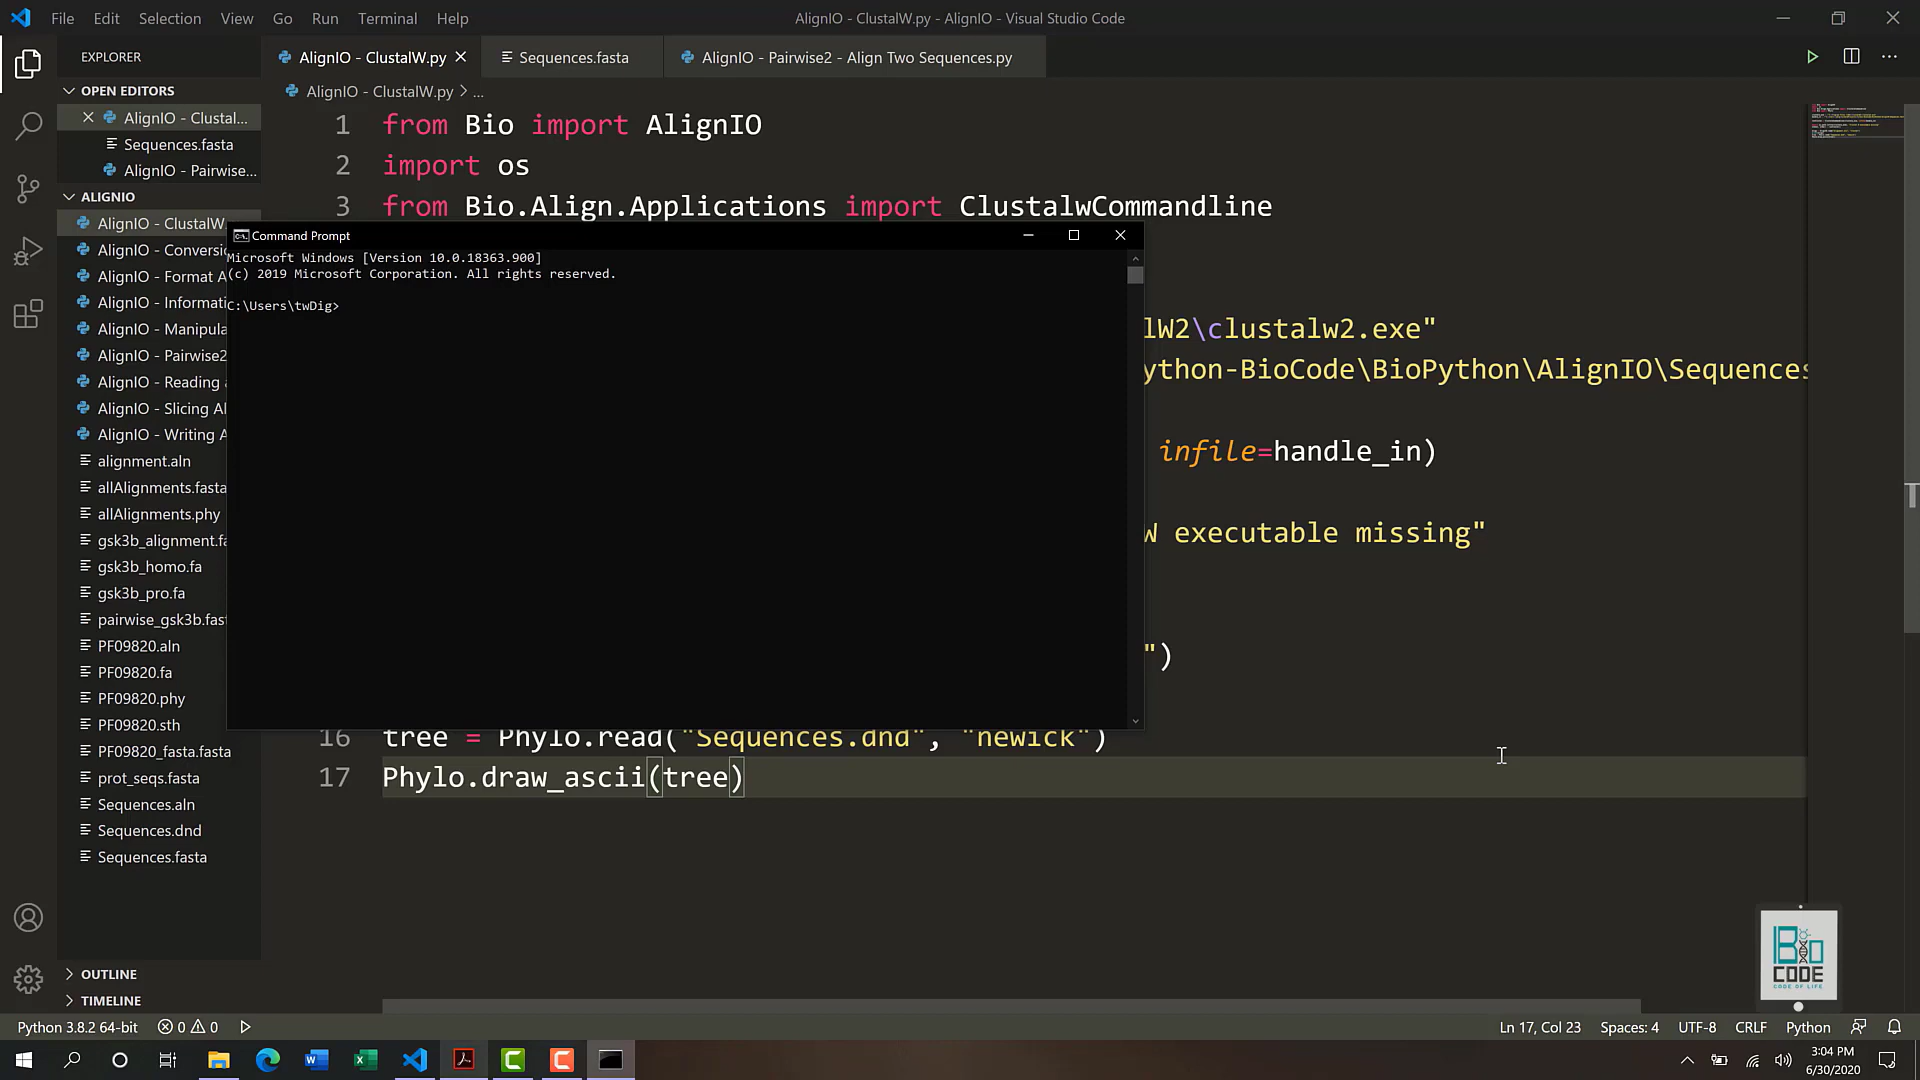 File Edit Selection View Go Run Terminal Help
AlignIO - ClustalW.py - AlignIO - Visual Studio Code
EXPLORER
AlignIO - ClustalW.py
Sequences.fasta
AlignIO - Pairwise2 - Align Two Sequences.py
OPEN EDITORS
AlignIO - Clustal...
Sequences.fasta
AlignIO - Pairwise...
ALIGNIO
AlignIO - ClustalW
AlignIO - Conversi
AlignIO - Format A
AlignIO - Informati
AlignIO - Manipula
AlignIO - Pairwise2
AlignIO - Reading
AlignIO - Slicing Al
AlignIO - Writing A
alignment.aln
allAlignments.fasta
allAlignments.phy
gsk3b_alignment.fa
gsk3b_homo.fa
gsk3b_pro.fa
pairwise_gsk3b.fast
PF09820.aln
PF09820.fa
PF09820.phy
PF09820.sth
PF09820_fasta.fasta
prot_seqs.fasta
Sequences.aln
Sequences.dnd
Sequences.fasta
OUTLINE
TIMELINE
AlignIO - ClustalW.py > ...
1 from Bio import AlignIO
2 import os
3 from Bio.Align.Applications import ClustalwCommandline
Command Prompt
Microsoft Windows [Version 10.0.18363.900]
(c) 2019 Microsoft Corporation. All rights reserved.
C:\Users\twDig>
lW2\clustalw2.exe"
ython-BioCode\BioPython\AlignIO\Sequences
infile=handle_in)
W executable missing"
")
16 tree = Phylo.read("Sequences.dnd", "newick")
17 Phylo.draw_ascii(tree)
BIO
CODE
CODE OF LIFE
Python 3.8.2 64-bit 0 0
Ln 17, Col 23 Spaces: 4 UTF-8 CRLF Python
3:04 PM
6/30/2020